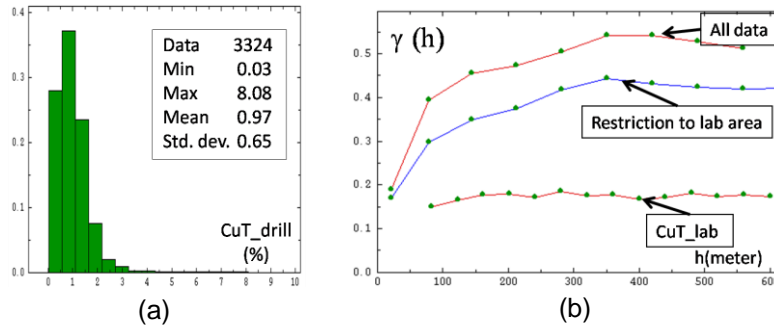 0.4
0.3
0.2
0.1
0.0
0 1 2 3 4 5 6 7 8 9 10
Data 3324
Min 0.03
Max 8.08
Mean 0.97
Std. dev. 0.65
CuT_drill
(%)
(a)
γ (h)
0.5
0.4
0.3
0.2
0.1
0.0
0 100 200 300 400 500 600
All data
Restriction to lab area
CuT_lab
h(meter)
(b)